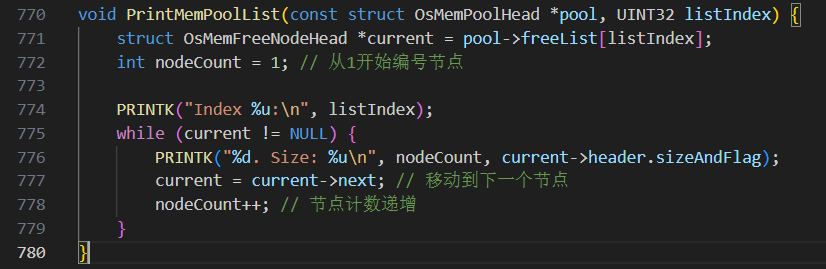 770 void PrintMemPoolList(const struct OsMemPoolHead *pool, UINT32 listIndex) {
771     struct OsMemFreeNodeHead *current = pool->freeList[listIndex];
772     int nodeCount = 1; // 从1开始编号节点
773
774     PRINTK("Index %u:\n", listIndex);
775     while (current != NULL) {
776         PRINTK("%d. Size: %u\n", nodeCount, current->header.sizeAndFlag);
777         current = current->next; // 移动到下一个节点
778         nodeCount++; // 节点计数递增
779     }
780 }